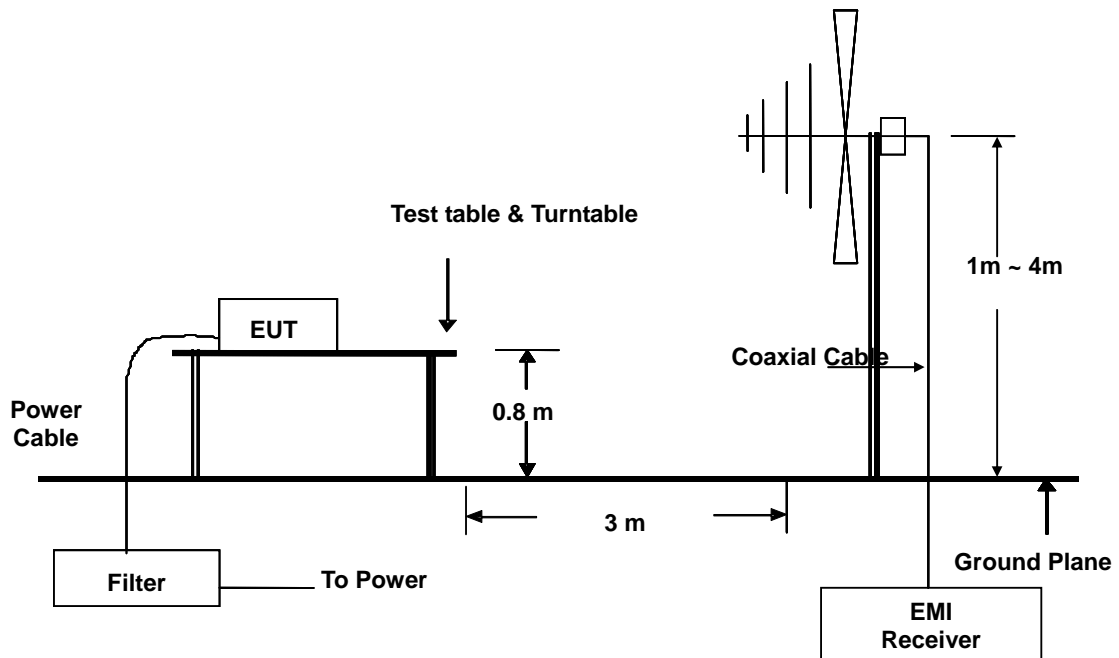 Test table & Turntable
1m ~ 4m
EUT
Coaxial Cable
0.8 m
Power
Cable
3 m
Ground Plane
Filter
To Power
EMI
Receiver